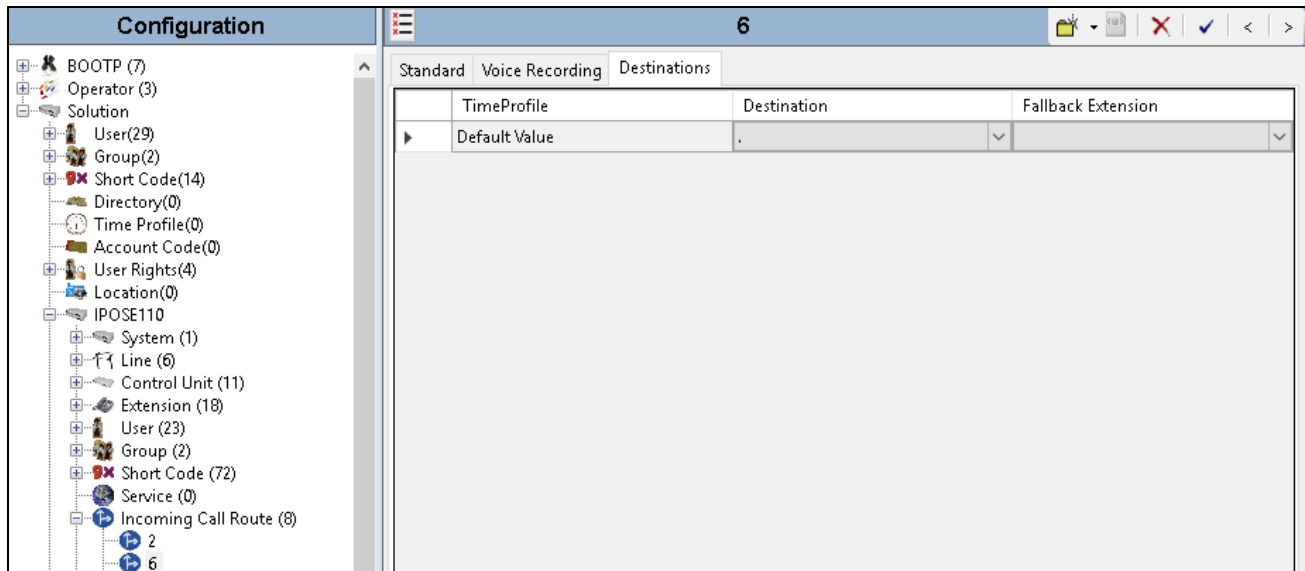 Configuration
BOOTP (7)
Operator (3)
Solution
User(29)
Group(2)
Short Code(14)
Directory(0)
Time Profile(0)
Account Code(0)
User Rights(4)
Location(0)
IPOSE110
System (1)
Line (6)
Control Unit (11)
Extension (18)
User (23)
Group (2)
Short Code (72)
Service (0)
Incoming Call Route (8)
2
6
6
Standard Voice Recording Destinations
TimeProfile Destination Fallback Extension
Default Value .